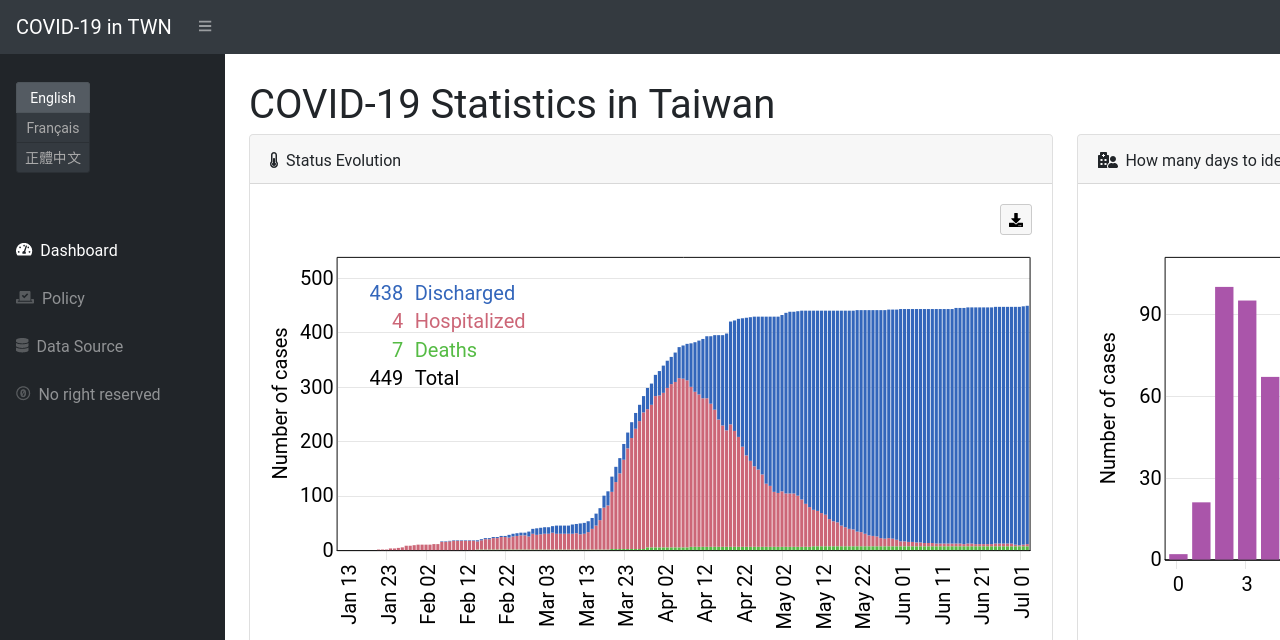 COVID-19 in TWN
English
Français
正體中文
Dashboard
Policy
Data Source
No right reserved
COVID-19 Statistics in Taiwan
Status Evolution
500
400
300
200
100
0
Number of cases
438 Discharged
4 Hospitalized
7 Deaths
449 Total
Jan 13
Jan 23
Feb 02
Feb 12
Feb 22
Mar 03
Mar 13
Mar 23
Apr 02
Apr 12
Apr 22
May 02
May 12
May 22
Jun 01
Jun 11
Jun 21
Jul 01
How many days to ide
90
60
30
0
Number of cases
0 3